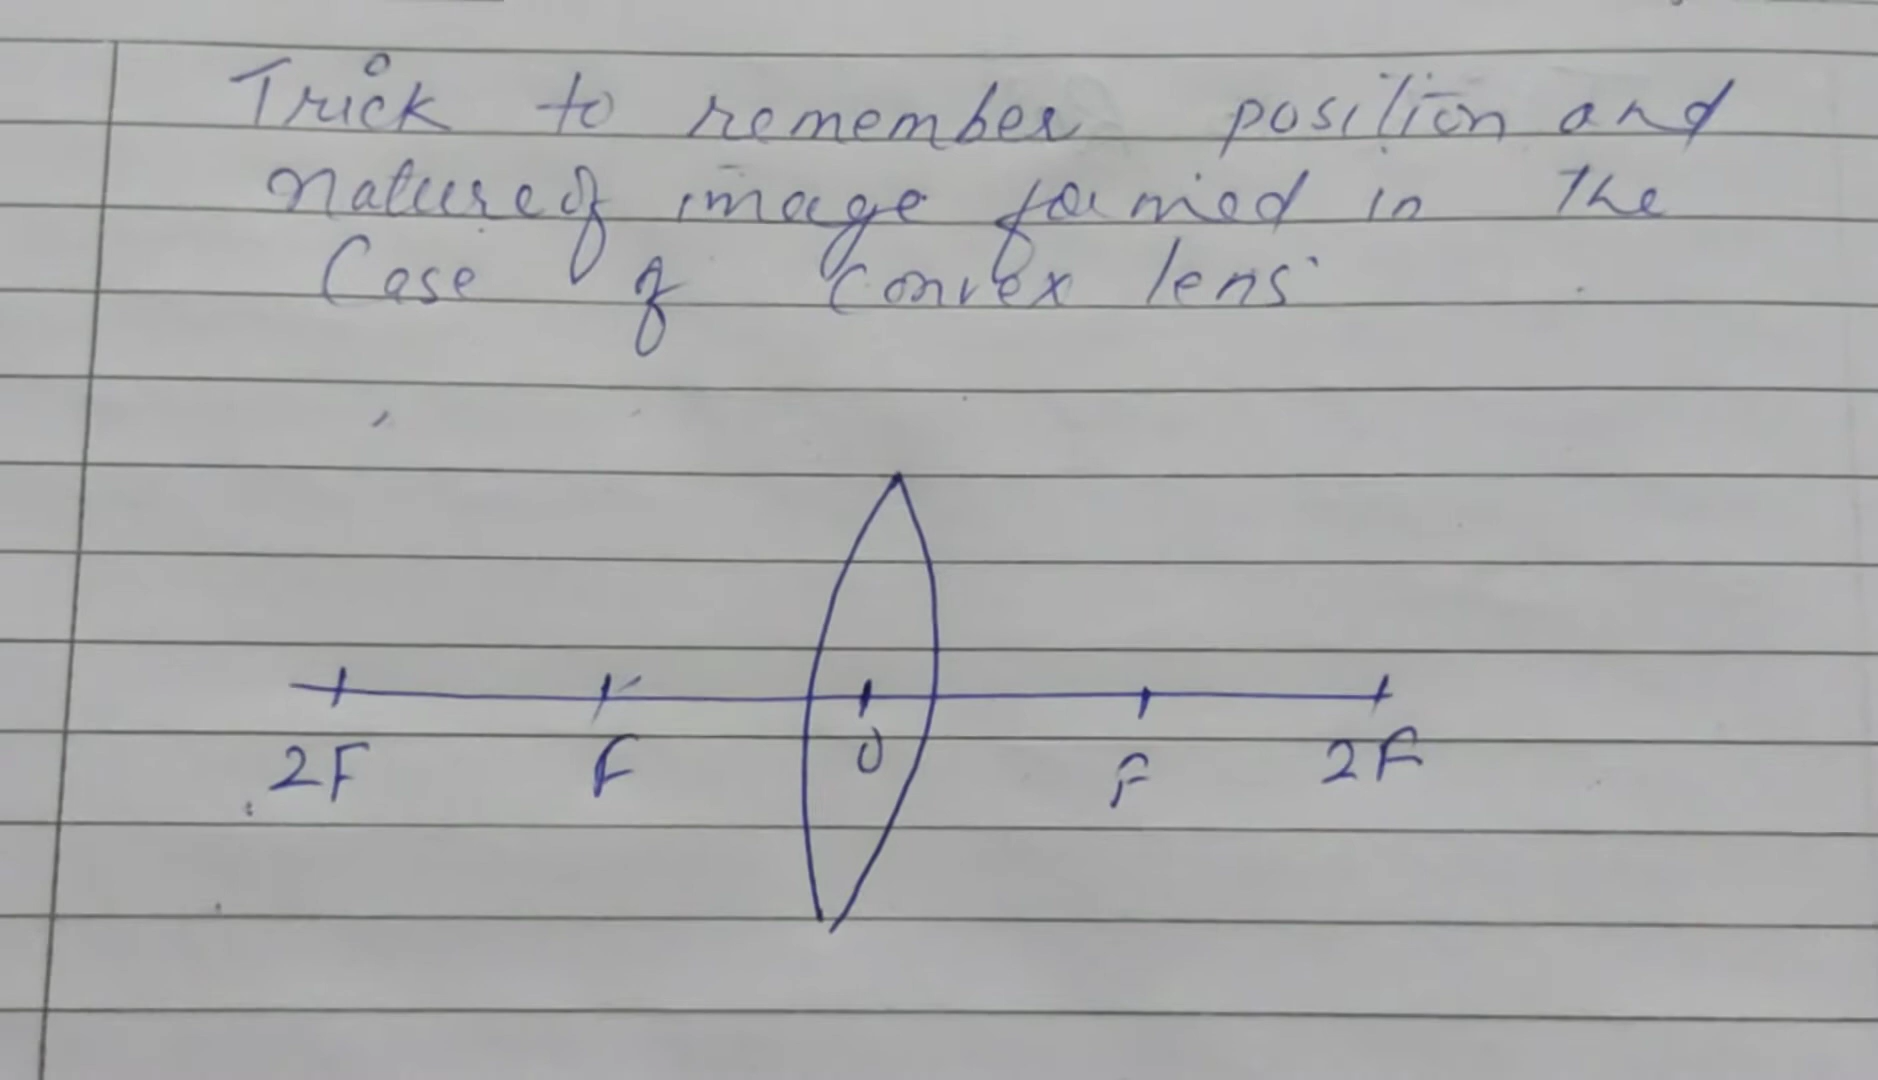 Trick to remember position and
nature of image formed in the
Case of Convex lens
2F F O F 2F